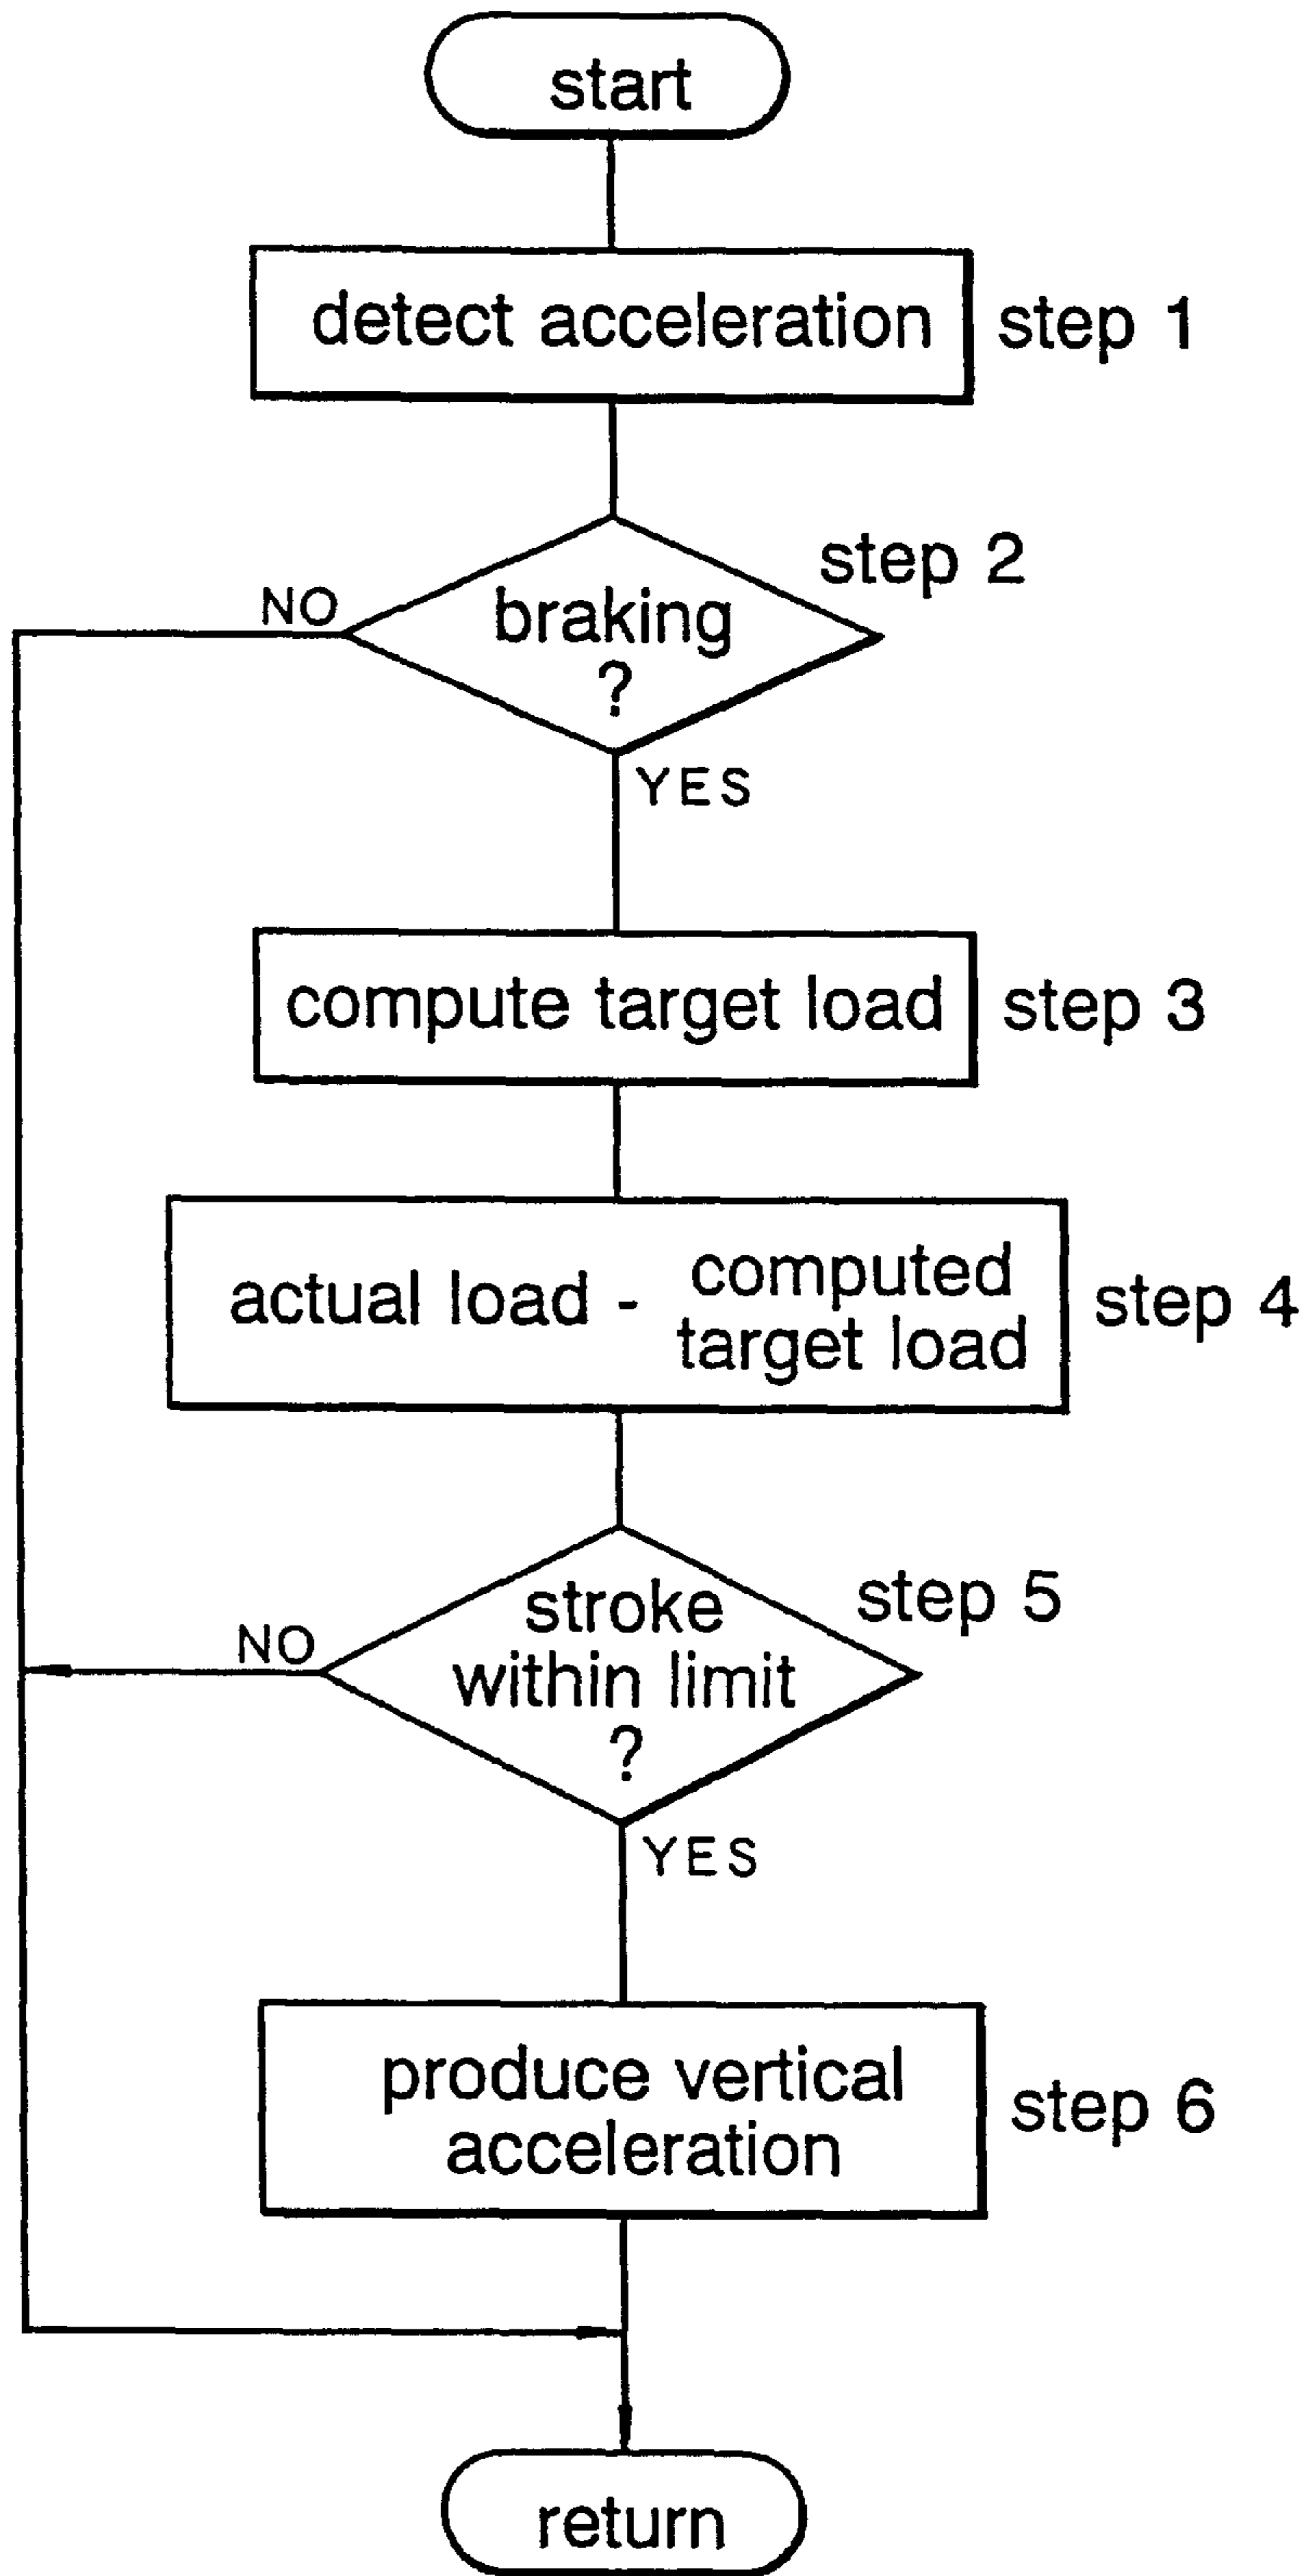 start
detect acceleration
step 1
step 2
NO
braking
?
YES
compute target load
step 3
actual load - computed
target load
step 4
step 5
NO
stroke
within limit
?
YES
produce vertical
acceleration
step 6
return